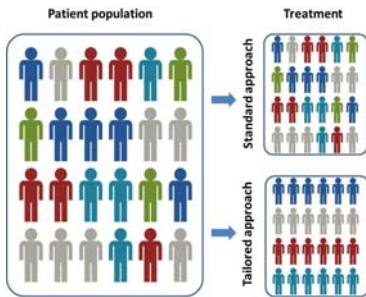 Patient population
Treatment
Standard approach
Tailored approach